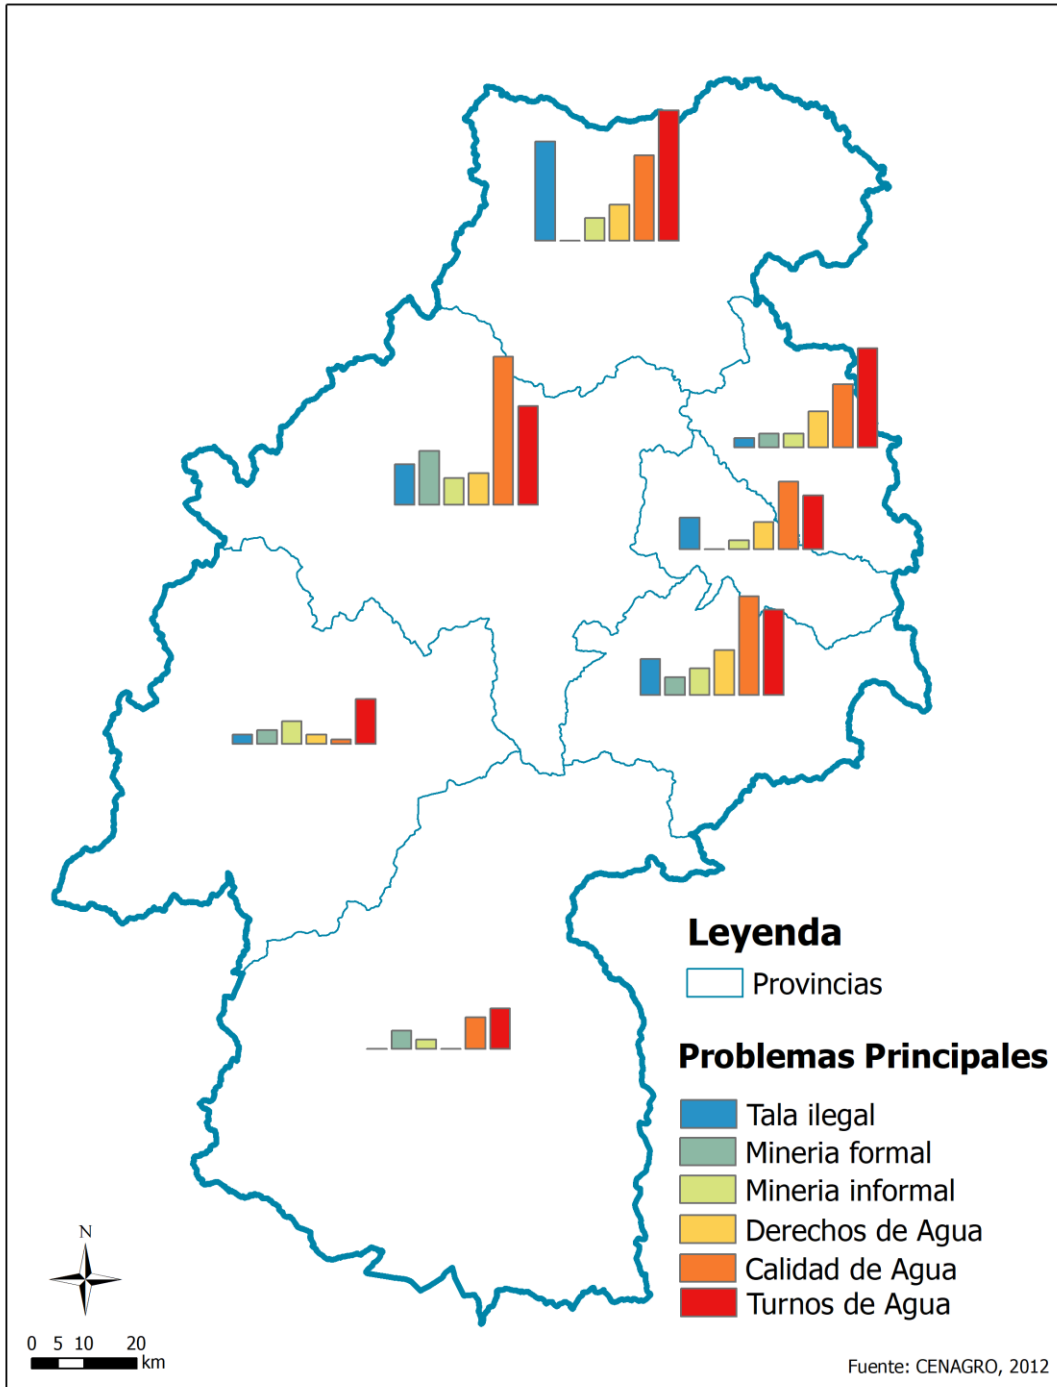 Leyenda
Provincias
Problemas Principales
Tala ilegal
Mineria formal
Mineria informal
Derechos de Agua
Calidad de Agua
Turnos de Agua
N
0 5 10 20
km
Fuente: CENAGRO, 2012